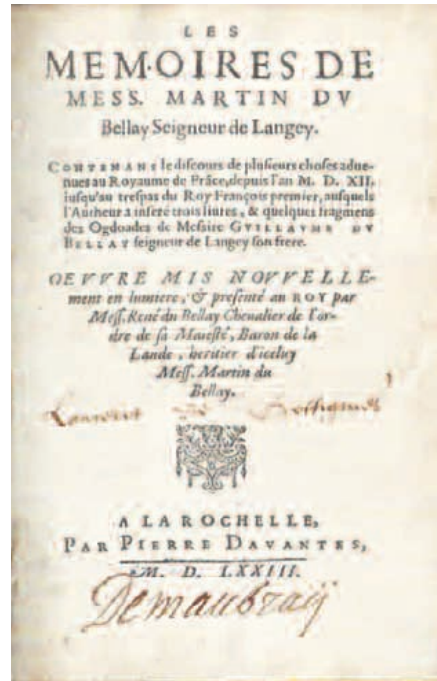 LES
MEMOIRES DE
MESS. MARTIN DV
Bellay Seigneur de Langey.
CONTENANS le discours de plusieurs choses adue-
nues au Royaume de Frãce, depuis l'an M. D. XII.
iusqu'au trespas du Roy François premier, ausquels
l'Autheur a inseré trois liures, & quelques fragmens
des Ogdoades de Messire GVILLAVME DV
BELLAY seigneur de Langey son frere.
OEVVRE MIS NOVVELLE-
ment en lumiere, & presenté au ROY par
Mess. René du Bellay Cheualier de l'or-
dre de sa Maiesté, Baron de la
Lande, heritier d'iceluy
Mess. Martin du
Bellay.
Laurent de
A LA ROCHELLE,
PAR PIERRE DAVANTES,
M. D. LXXIII.
Demaubraÿ